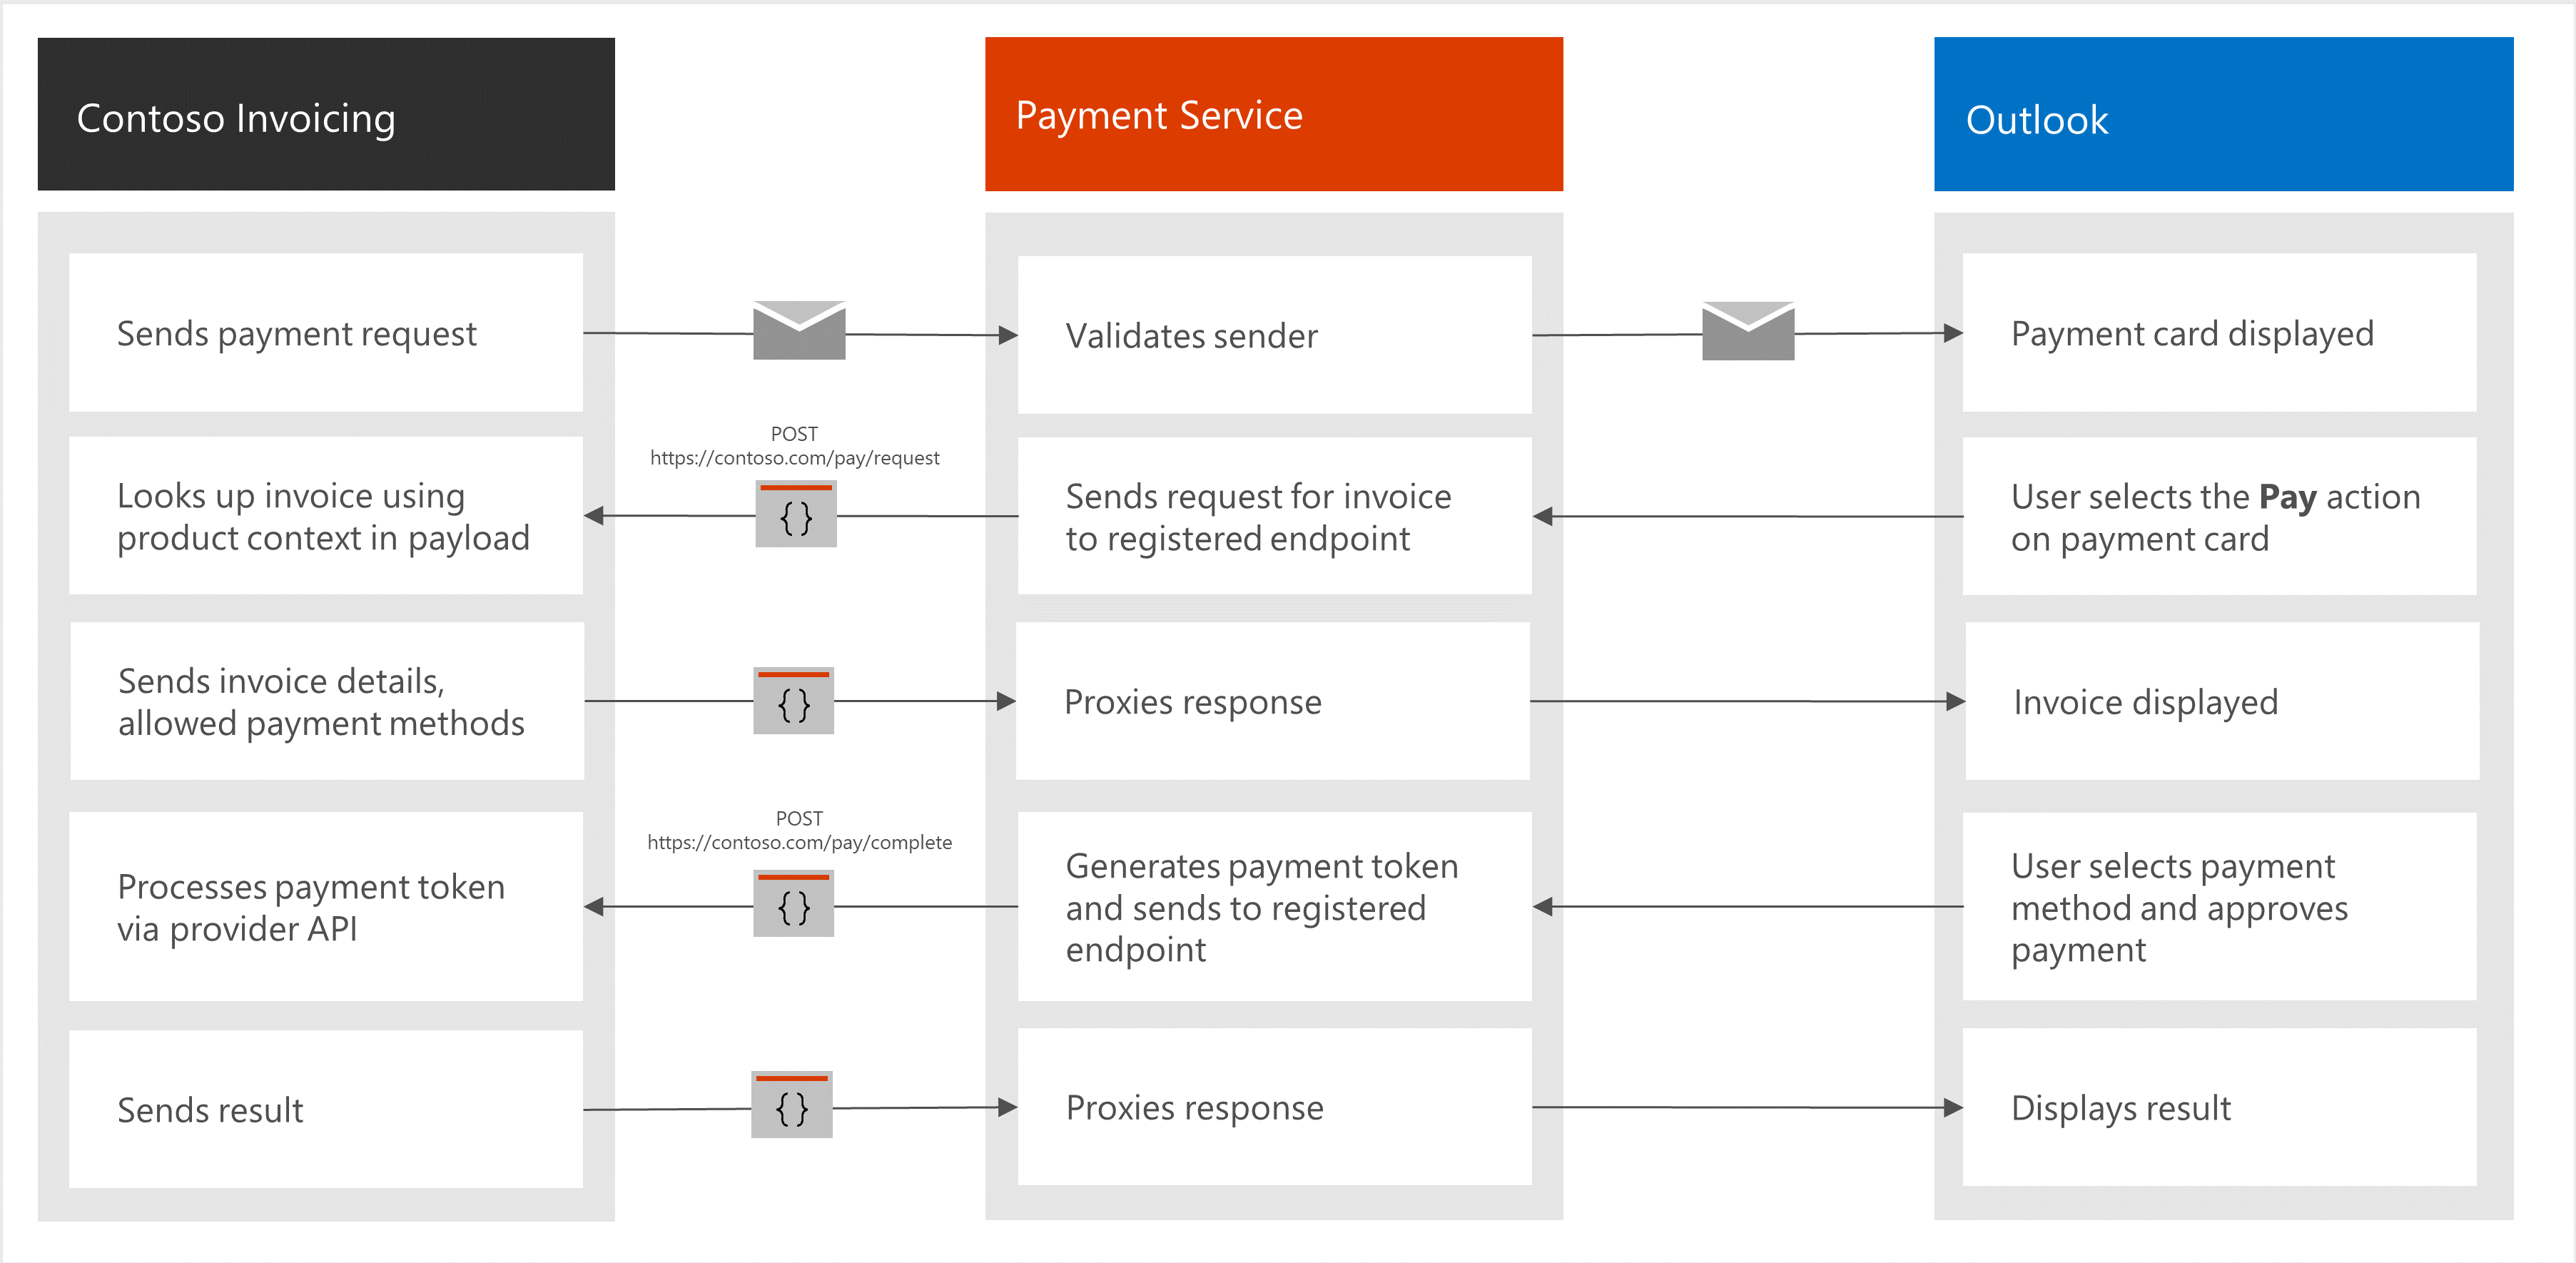 Contoso Invoicing
Payment Service
Outlook
Sends payment request
Validates sender
Payment card displayed
POST
https://contoso.com/pay/request
{}
Looks up invoice using
product context in payload
Sends request for invoice
to registered endpoint
User selects the Pay action
on payment card
Sends invoice details,
allowed payment methods
{}
Proxies response
Invoice displayed
POST
https://contoso.com/pay/complete
{}
Processes payment token
via provider API
Generates payment token
and sends to registered
endpoint
User selects payment
method and approves
payment
Sends result
{}
Proxies response
Displays result